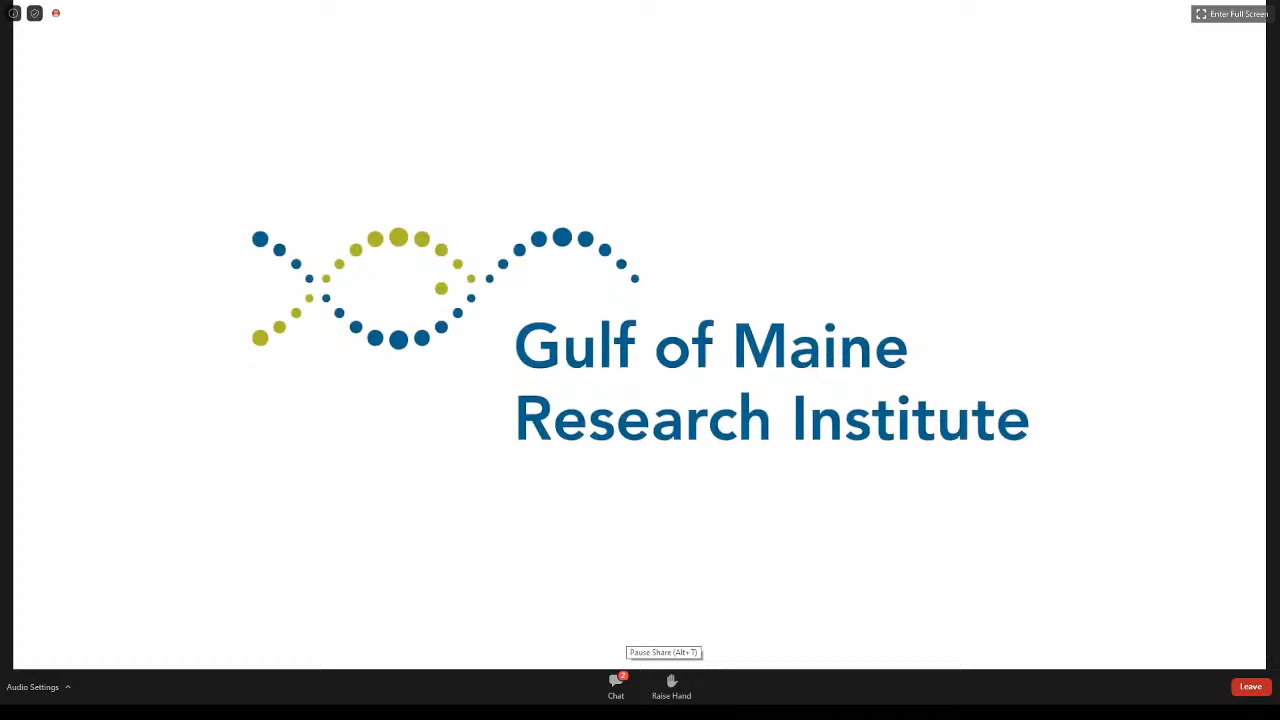 Enter Full Screen
Gulf of Maine
Research Institute
Pause Share (Alt+T)
Audio Settings
2
Chat
Raise Hand
Leave